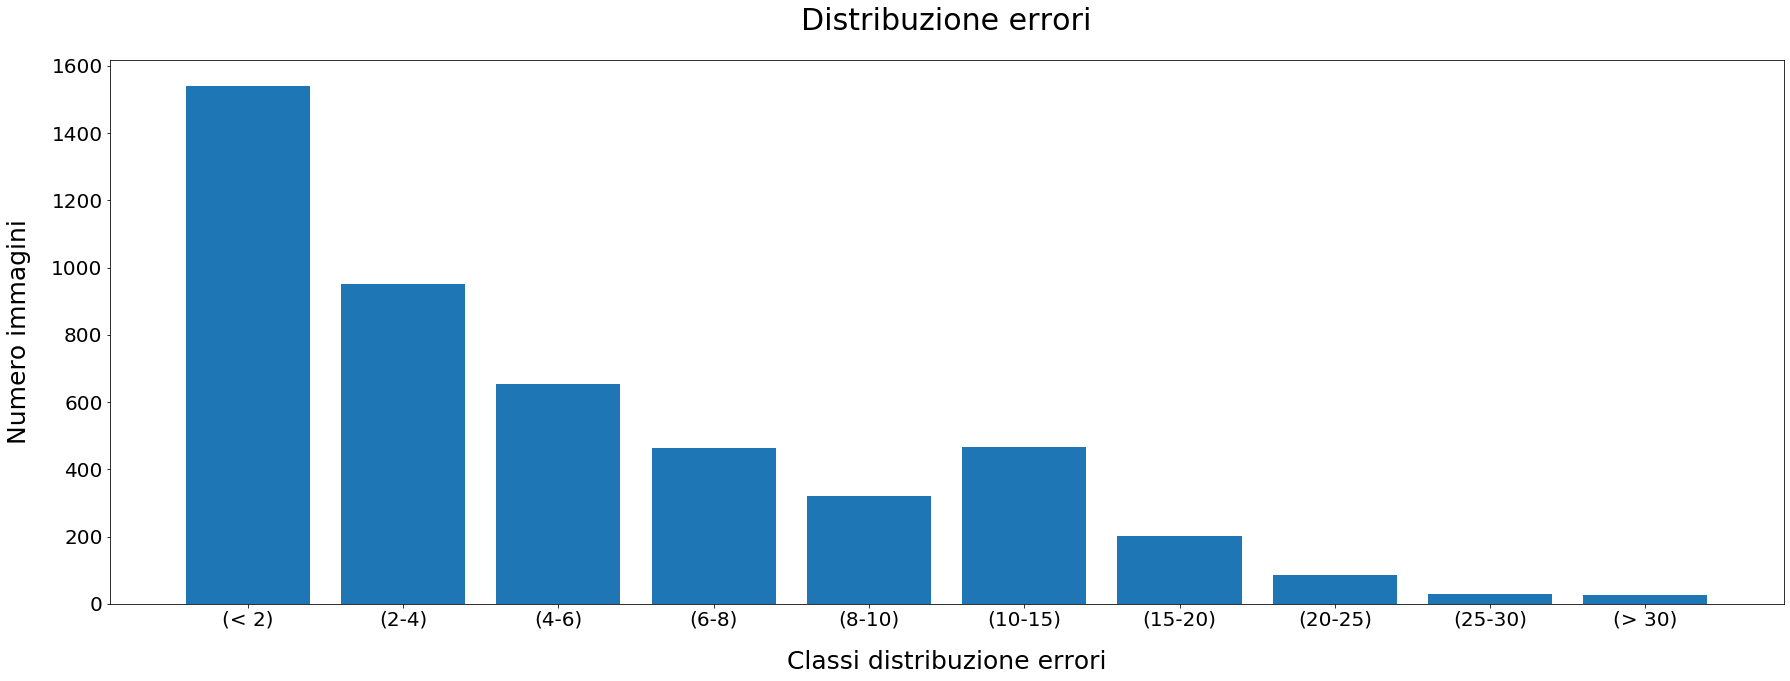 Distribuzione errori
Numero immagini
1600
1400
1200
1000
800
600
400
200
0
(< 2) (2-4) (4-6) (6-8) (8-10) (10-15) (15-20) (20-25) (25-30) (> 30)
Classi distribuzione errori